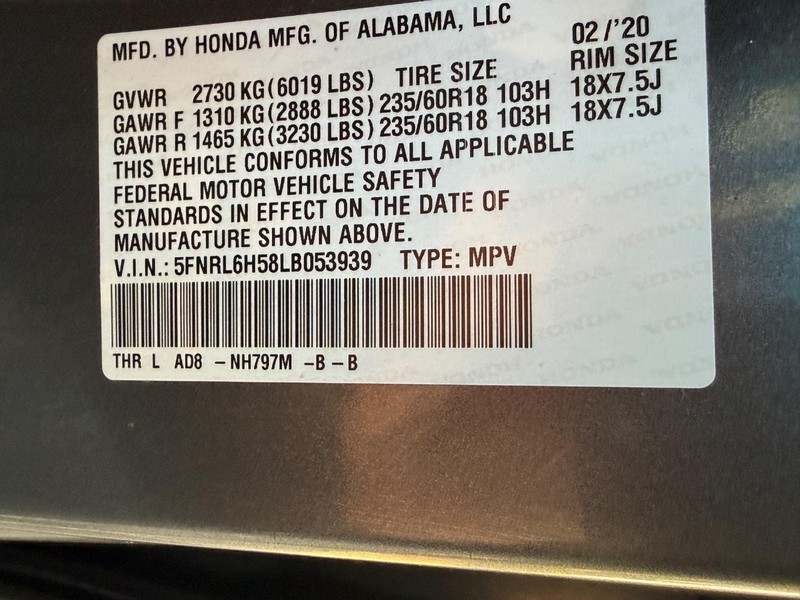 MFD. BY HONDA MFG. OF ALABAMA, LLC 02/'20
GVWR 2730 KG(6019 LBS) TIRE SIZE RIM SIZE
GAWR F 1310 KG(2888 LBS) 235/60R18 103H 18X7.5J
GAWR R 1465 KG(3230 LBS) 235/60R18 103H 18X7.5J
THIS VEHICLE CONFORMS TO ALL APPLICABLE
FEDERAL MOTOR VEHICLE SAFETY
STANDARDS IN EFFECT ON THE DATE OF
MANUFACTURE SHOWN ABOVE.
V.I.N.: 5FNRL6H58LB053939 TYPE: MPV
THR L AD8 - NH797M - B - B